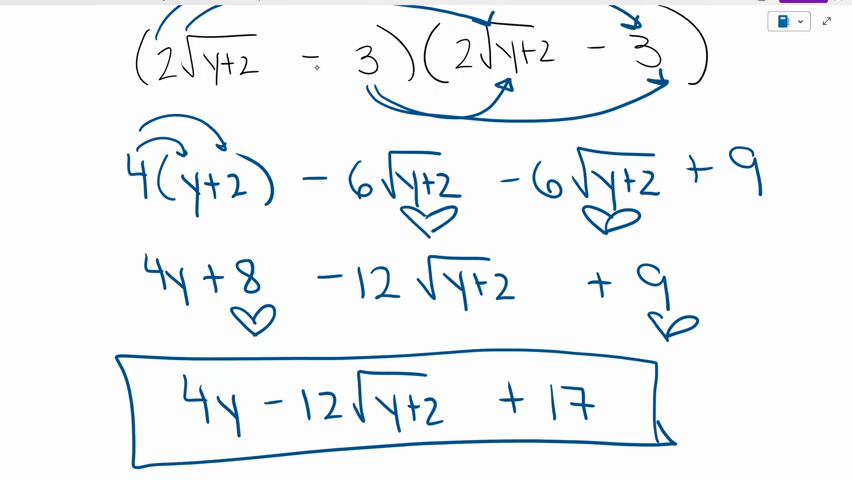 (2√y+2 - 3)(2√y+2 - 3)
4(y+2) - 6√y+2 - 6√y+2 + 9
4y + 8 - 12√y+2 + 9
4y - 12√y+2 + 17